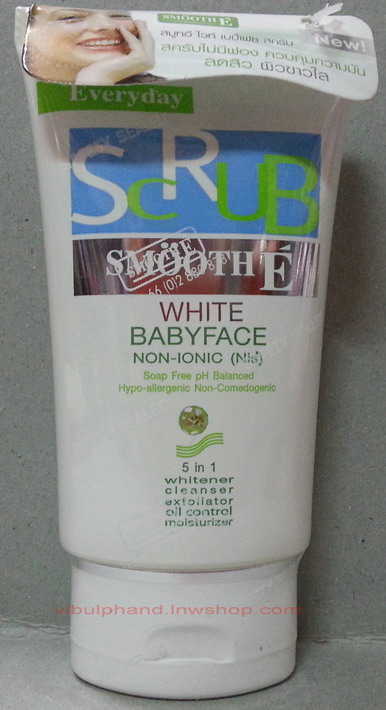 SMOOTH E
สมูทอี ไวท์ เบบี้เฟซ สครับ
New!
สครับไม่มีฟอง ควบคุมความมัน
ลดสิว ผิวขาวใส
Everyday
SCRUB
SMOOTH É
WHITE
BABYFACE
NON-IONIC (NIs)
Soap Free pH Balanced
Hypo-allergenic Non-Comedogenic
5 in 1
whitener
cleanser
exfoliator
oil control
moisturizer
vibulphand.lnwshop.com